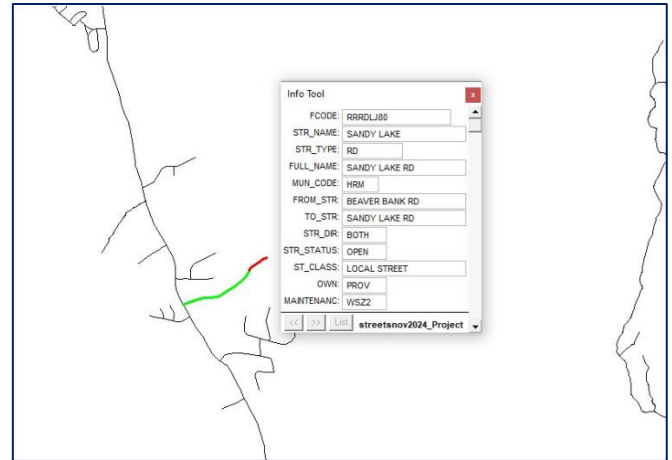 Info Tool x
FCODE: RRRDLJ80
STR_NAME: SANDY LAKE
STR_TYPE: RD
FULL_NAME: SANDY LAKE RD
MUN_CODE: HRM
FROM_STR: BEAVER BANK RD
TO_STR: SANDY LAKE RD
STR_DIR: BOTH
STR_STATUS: OPEN
ST_CLASS: LOCAL STREET
OWN: PROV
MAINTENANC: WSZ2
<< >> List streetsnov2024_Project